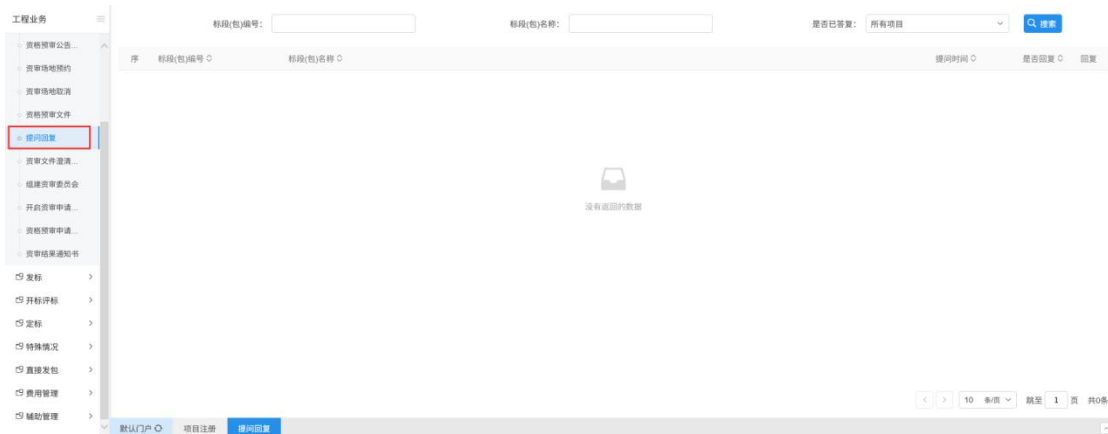 工程业务
标段(包)编号:
标段(包)名称:
是否已答复: 所有项目
搜索
资格预审公告...
资审场地预约
资审场地取消
资格预审文件
提问回复
资审文件澄清...
组建资审委员会
开启资审申请...
资格预审申请...
资审结果通知书
发标
开标评标
定标
特殊情况
直接发包
费用管理
辅助管理
序 标段(包)编号 标段(包)名称 提问时间 是否回复 回复
没有返回的数据
10 条/页 跳至 1 页 共0条
默认门户 项目注册 提问回复